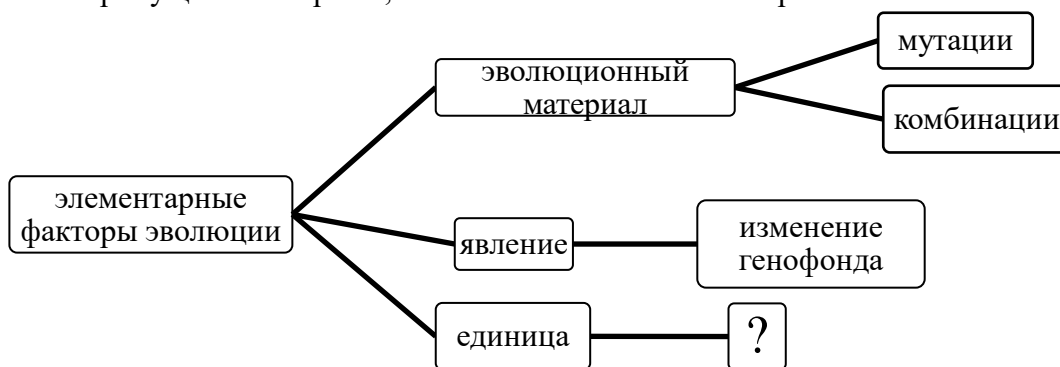 мутации
эволюционный
материал
комбинации
элементарные
факторы эволюции
явление
изменение
генофонда
единица
?